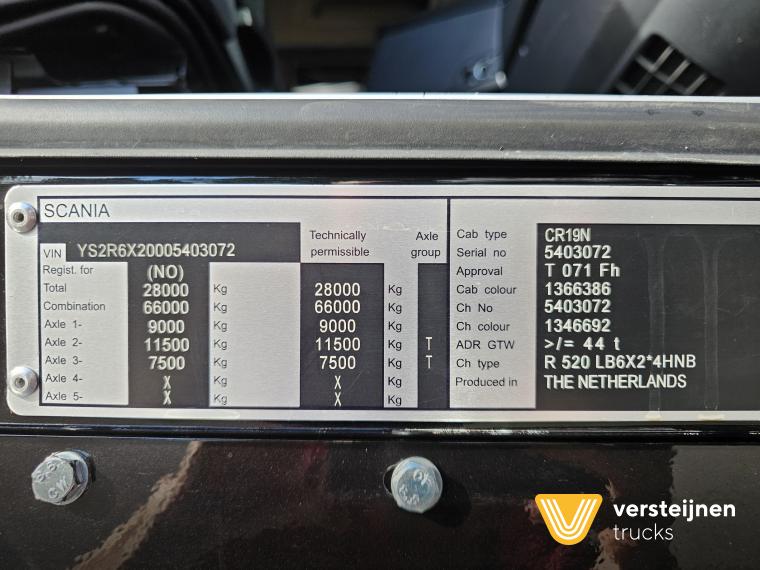 SCANIA
VIN YS2R6X20005403072 Technically permissible Axle group
Regist. for (NO)
Total 28000 Kg 28000 Kg
Combination 66000 Kg 66000 Kg
Axle 1- 9000 Kg 9000 Kg
Axle 2- 11500 Kg 11500 Kg T
Axle 3- 7500 Kg 7500 Kg T
Axle 4- X Kg X Kg
Axle 5- X Kg X Kg
Cab type CR19N
Serial no 5403072
Approval T 071 Fh
Cab colour 1366386
Ch No 5403072
Ch colour 1346692
ADR GTW >/= 44 t
Ch type R 520 LB6X2*4HNB
Produced in THE NETHERLANDS
versteijnen
trucks